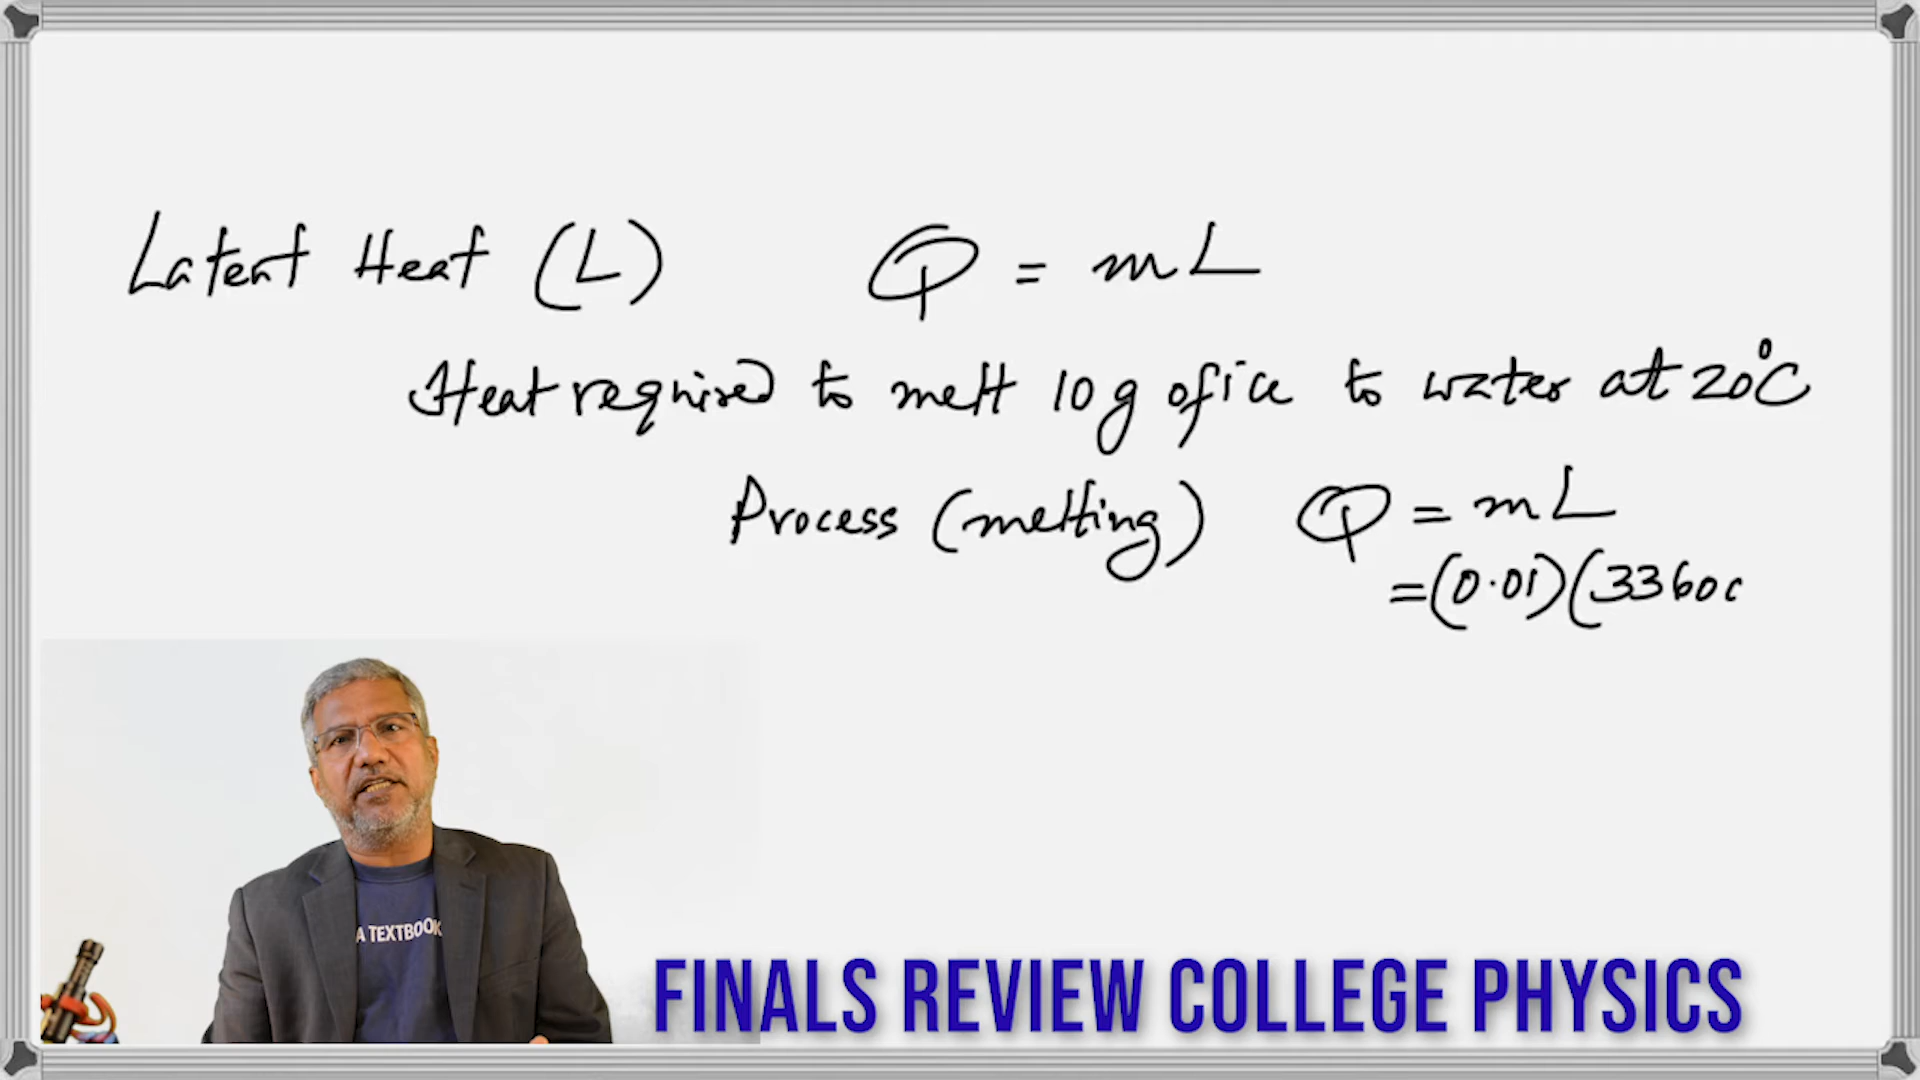 Latent Heat (L) Q = mL
Heat required to melt 10 g of ice to water at 20°C
Process (melting) Q = mL
=(0.01)(3360
A TEXTBOOK
FINALS REVIEW COLLEGE PHYSICS